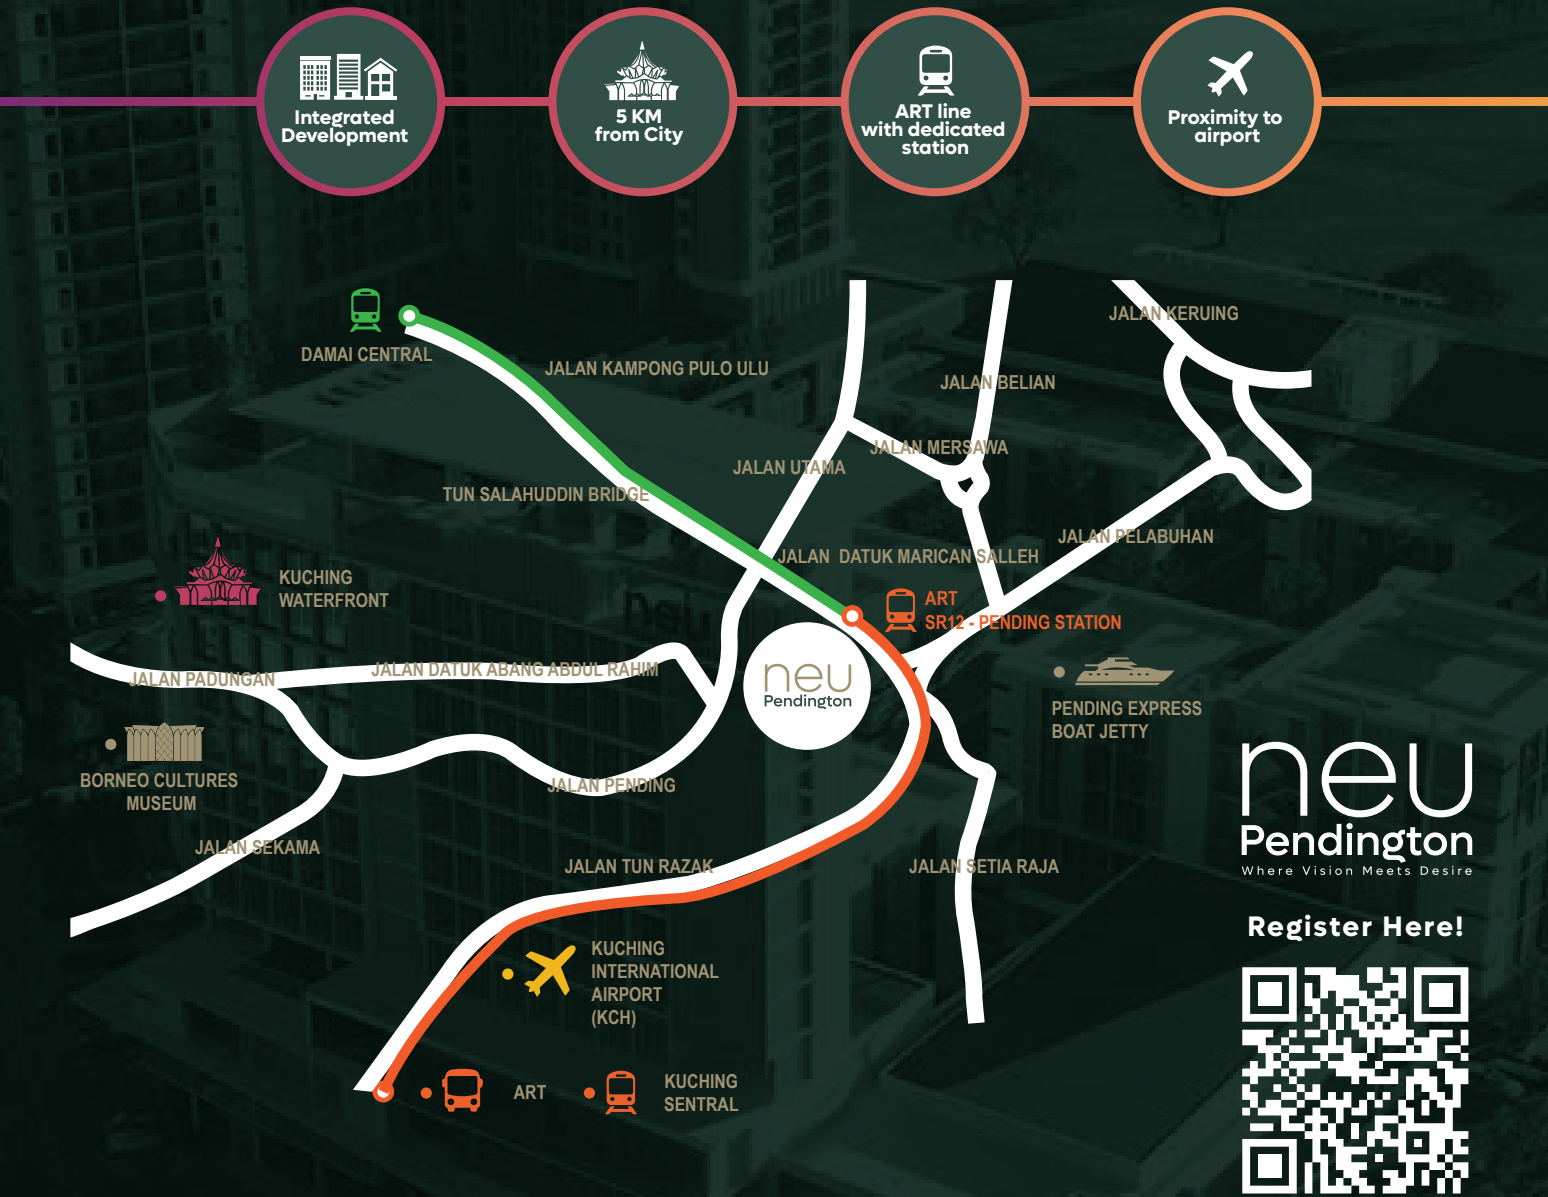 Integrated
Development
5 KM
from City
ART line
with dedicated
station
Proximity to
airport
JALAN KERUING
DAMAI CENTRAL
JALAN KAMPONG PULO ULU
JALAN BELIAN
JALAN MERSAWA
JALAN UTAMA
TUN SALAHUDDIN BRIDGE
JALAN PELABUHAN
JALAN DATUK MARICAN SALLEH
KUCHING
WATERFRONT
ART
SR12 - PENDING STATION
JALAN DATUK ABANG ABDUL RAHIM
JALAN PADUNGAN
neu
Pendington
PENDING EXPRESS
BOAT JETTY
BORNEO CULTURES
MUSEUM
JALAN PENDING
neu
Pendington
Where Vision Meets Desire
JALAN SEKAMA
JALAN TUN RAZAK
JALAN SETIA RAJA
Register Here!
KUCHING
INTERNATIONAL
AIRPORT
(KCH)
ART
KUCHING
SENTRAL